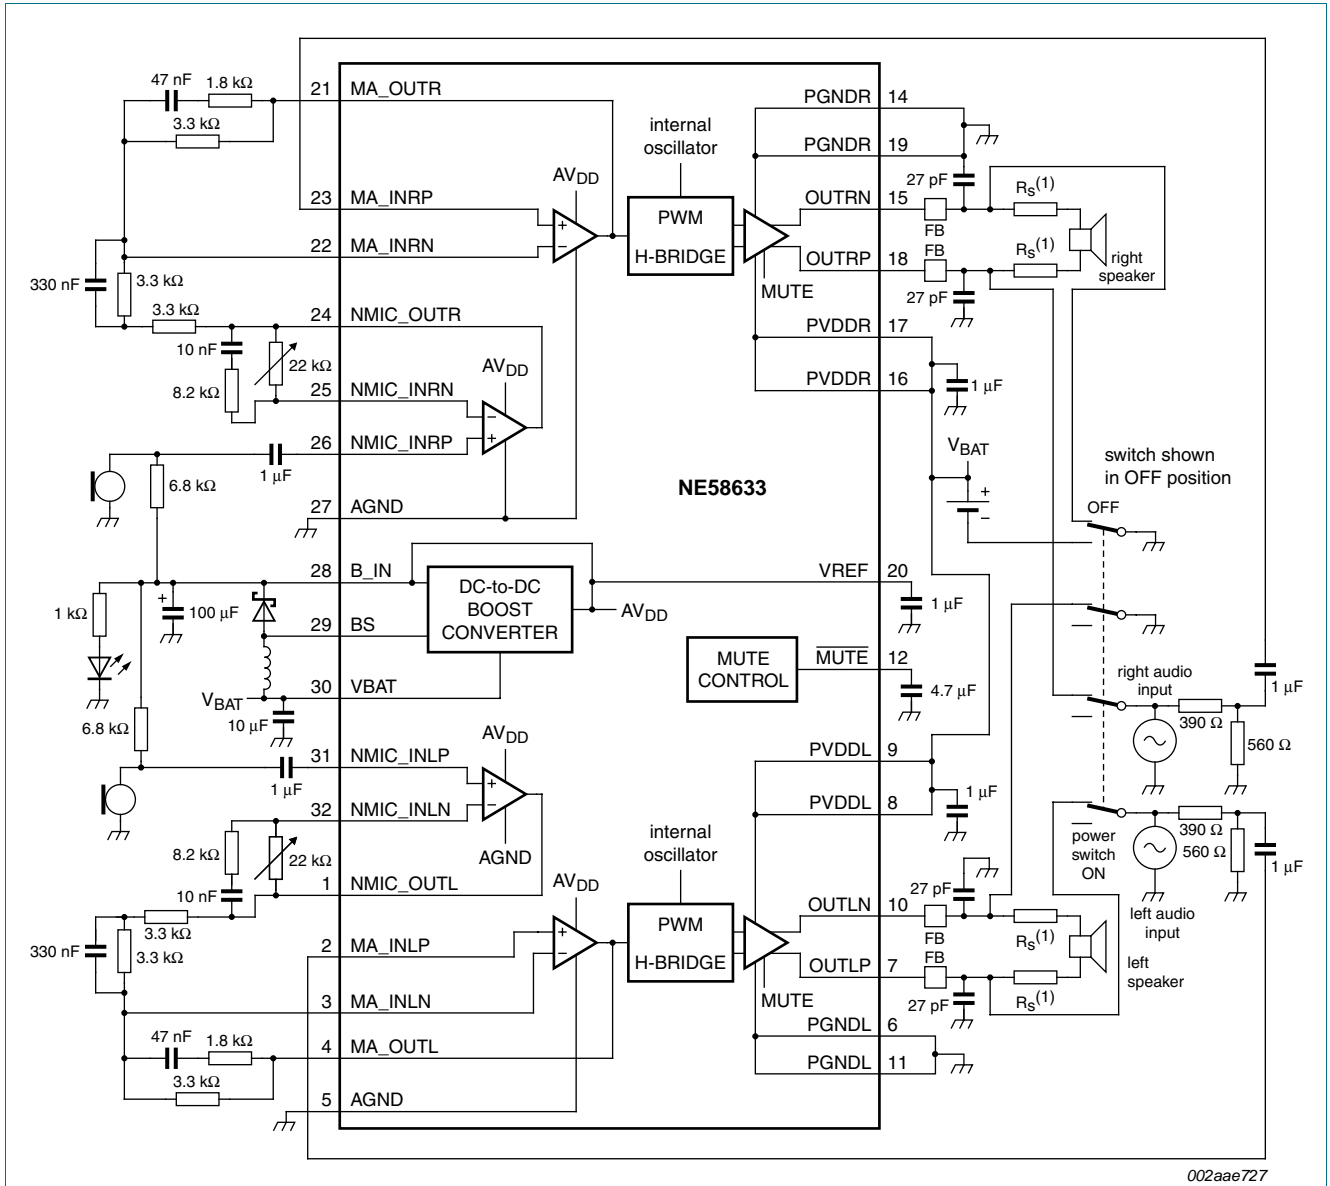 47 nF
1.8 kΩ
3.3 kΩ
21 MA_OUTR
23 MA_INRP
22 MA_INRN
330 nF
3.3 kΩ
3.3 kΩ
24 NMIC_OUTR
10 nF
22 kΩ
8.2 kΩ
25 NMIC_INRN
26 NMIC_INRP
1 μF
6.8 kΩ
27 AGND
28 B_IN
1 kΩ
+
100 μF
29 BS
30 VBAT
VBAT
10 μF
6.8 kΩ
31 NMIC_INLP
1 μF
32 NMIC_INLN
8.2 kΩ
22 kΩ
10 nF
1 NMIC_OUTL
3.3 kΩ
330 nF
3.3 kΩ
2 MA_INLP
3 MA_INLN
47 nF
1.8 kΩ
4 MA_OUTL
3.3 kΩ
5 AGND
internal
oscillator
AVDD
+
−
PWM
H-BRIDGE
MUTE
AVDD
−
+
NE58633
DC-to-DC
BOOST
CONVERTER
AVDD
MUTE
CONTROL
AVDD
+
−
AGND
internal
oscillator
AVDD
+
−
PWM
H-BRIDGE
MUTE
PGNDR 14
PGNDR 19
27 pF
RS(1)
OUTRN 15
FB
FB
RS(1)
OUTRP 18
right
speaker
27 pF
PVDDR 17
PVDDR 16
1 μF
VBAT
+
−
switch shown
in OFF position
OFF
VREF 20
1 μF
MUTE 12
4.7 μF
right audio
input
390 Ω
560 Ω
1 μF
PVDDL 9
PVDDL 8
1 μF
power
switch
ON
390 Ω
560 Ω
1 μF
left audio
input
27 pF
OUTLN 10
FB
FB
RS(1)
OUTLP 7
left
speaker
27 pF
RS(1)
PGNDL 6
PGNDL 11
002aae727